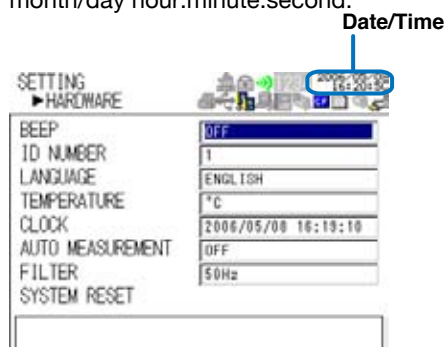 month/day hour:minute:second.
Date/Time
SETTING
►HARDWARE
BEEP OFF
ID NUMBER 1
LANGUAGE ENGLISH
TEMPERATURE °C
CLOCK 2006/05/08 16:19:10
AUTO MEASUREMENT OFF
FILTER 50Hz
SYSTEM RESET